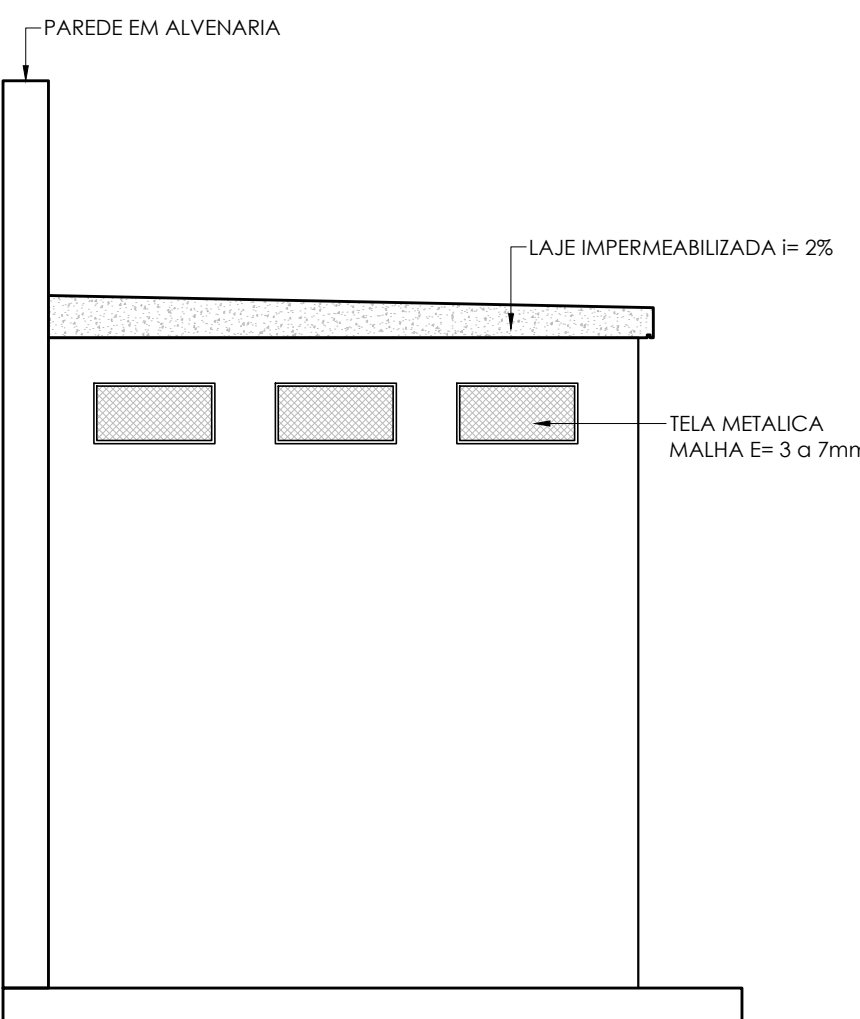 PAREDE EM ALVENARIA
LAJE IMPERMEABILIZADA i= 2%
TELA METALICA
MALHA E= 3 a 7mm